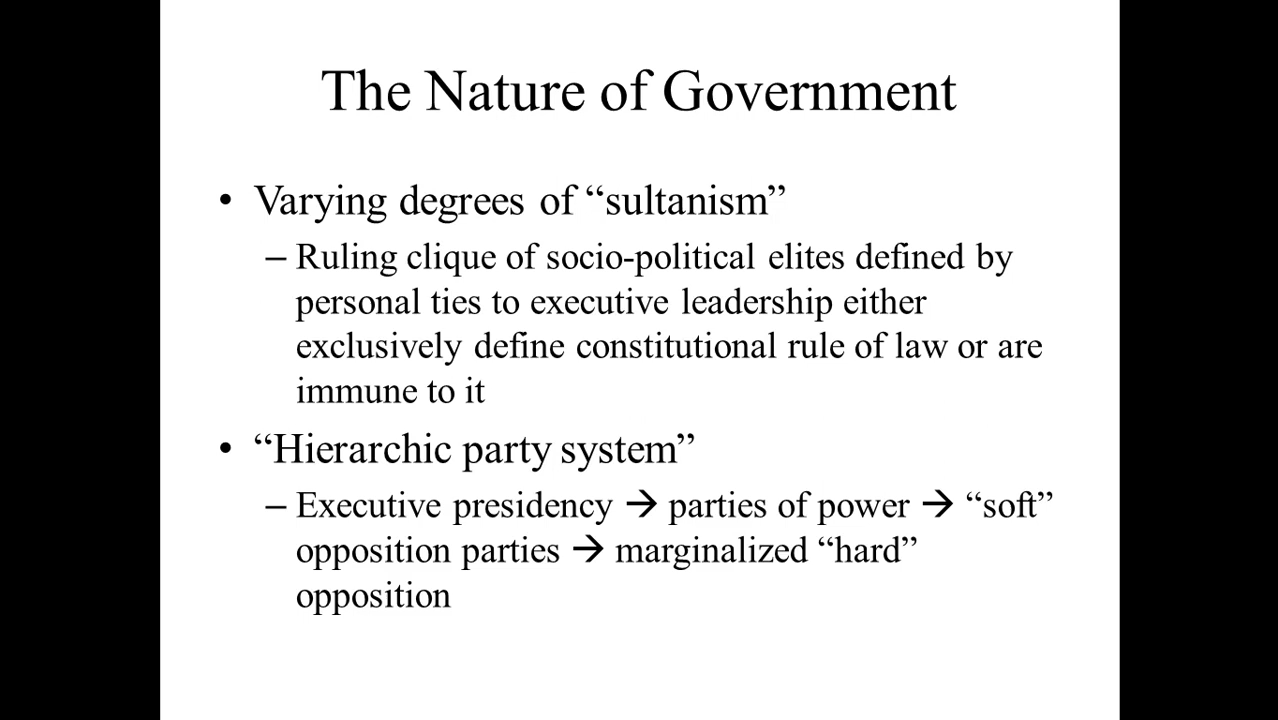 The Nature of Government
• Varying degrees of “sultanism”
– Ruling clique of socio-political elites defined by
personal ties to executive leadership either
exclusively define constitutional rule of law or are
immune to it
• “Hierarchic party system”
– Executive presidency → parties of power → “soft”
opposition parties → marginalized “hard”
opposition